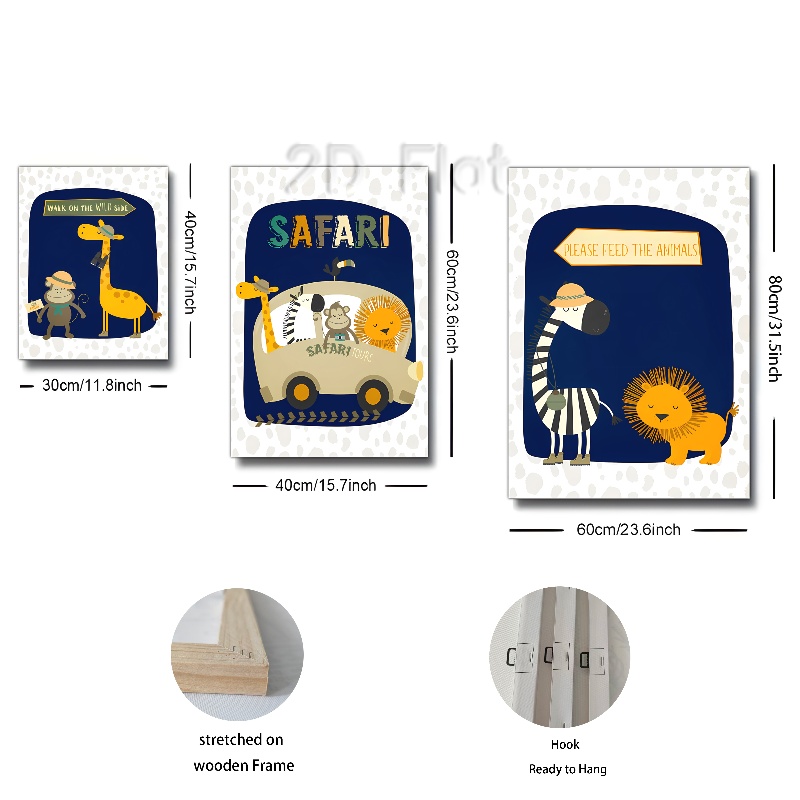 2D Flat
WALK ON THE WILD SIDE
40cm/15.7inch
30cm/11.8inch
SAFARI
SAFARI TOURS
60cm/23.6inch
40cm/15.7inch
PLEASE FEED THE ANIMALS
80cm/31.5inch
60cm/23.6inch
stretched on
wooden Frame
Hook
Ready to Hang